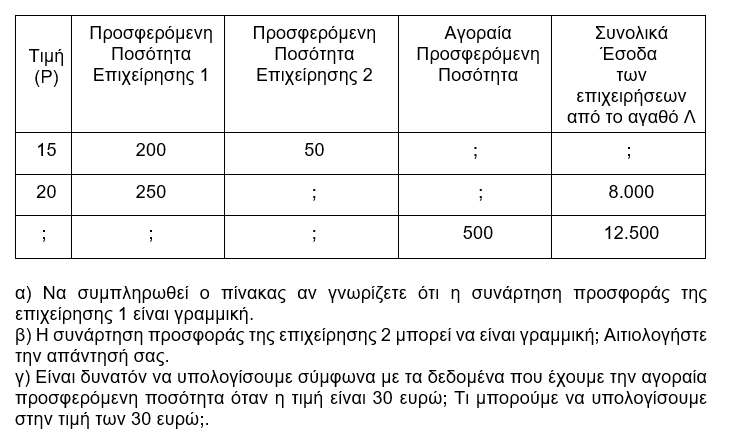 Τιμή (P) | Προσφερόμενη Ποσότητα Επιχείρησης 1 | Προσφερόμενη Ποσότητα Επιχείρησης 2 | Αγοραία Προσφερόμενη Ποσότητα | Συνολικά Έσοδα των επιχειρήσεων από το αγαθό Λ
15 | 200 | 50 | ; | ;
20 | 250 | ; | ; | 8.000
; | ; | ; | 500 | 12.500
α) Να συμπληρωθεί ο πίνακας αν γνωρίζετε ότι η συνάρτηση προσφοράς της
επιχείρησης 1 είναι γραμμική.
β) Η συνάρτηση προσφοράς της επιχείρησης 2 μπορεί να είναι γραμμική; Αιτιολογήστε
την απάντησή σας.
γ) Είναι δυνατόν να υπολογίσουμε σύμφωνα με τα δεδομένα που έχουμε την αγοραία
προσφερόμενη ποσότητα όταν η τιμή είναι 30 ευρώ; Τι μπορούμε να υπολογίσουμε
στην τιμή των 30 ευρώ;.